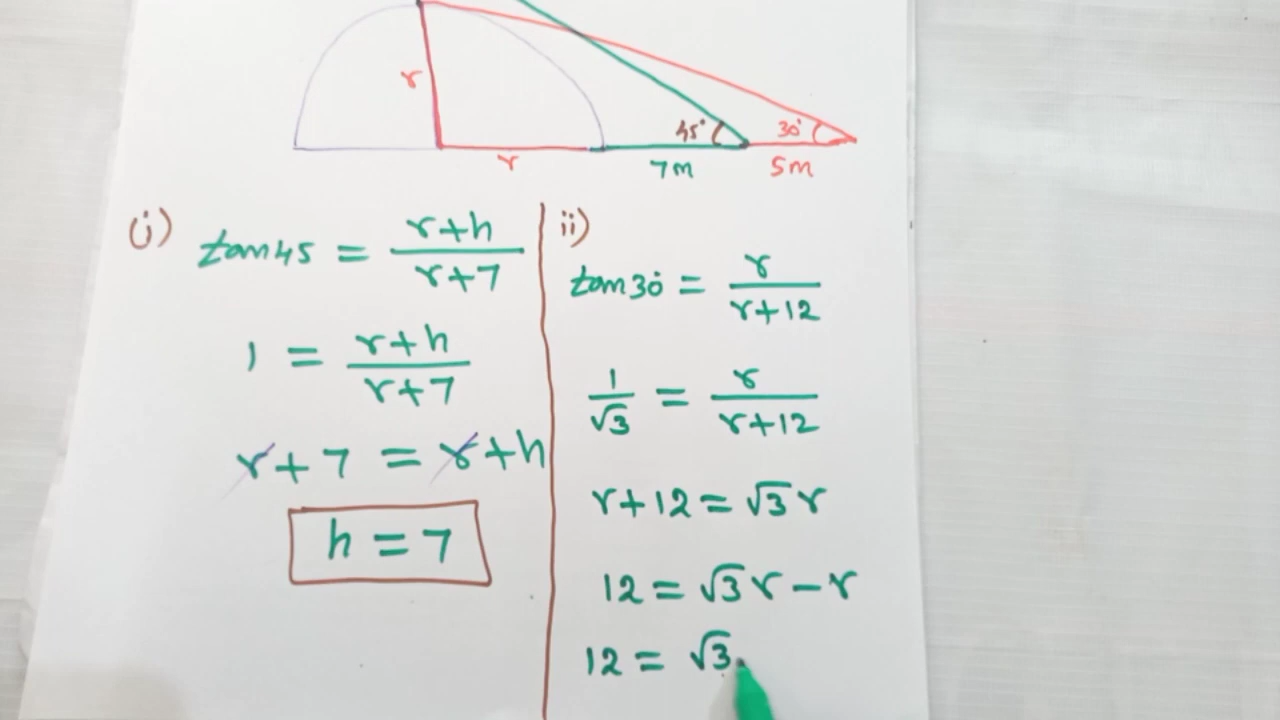 r
45° 30°
r 7m 5m
(i)
tan45 = r+h / r+7
1 = r+h / r+7
r+7 = r+h
h = 7
ii)
tan30 = r / r+12
1/√3 = r / r+12
r+12 = √3 r
12 = √3 r - r
12 = √3